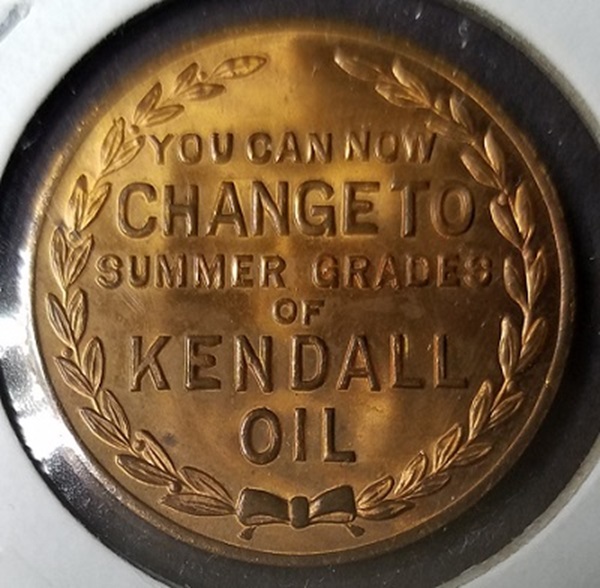 YOU CAN NOW
CHANGE TO
SUMMER GRADES
OF
KENDALL
OIL